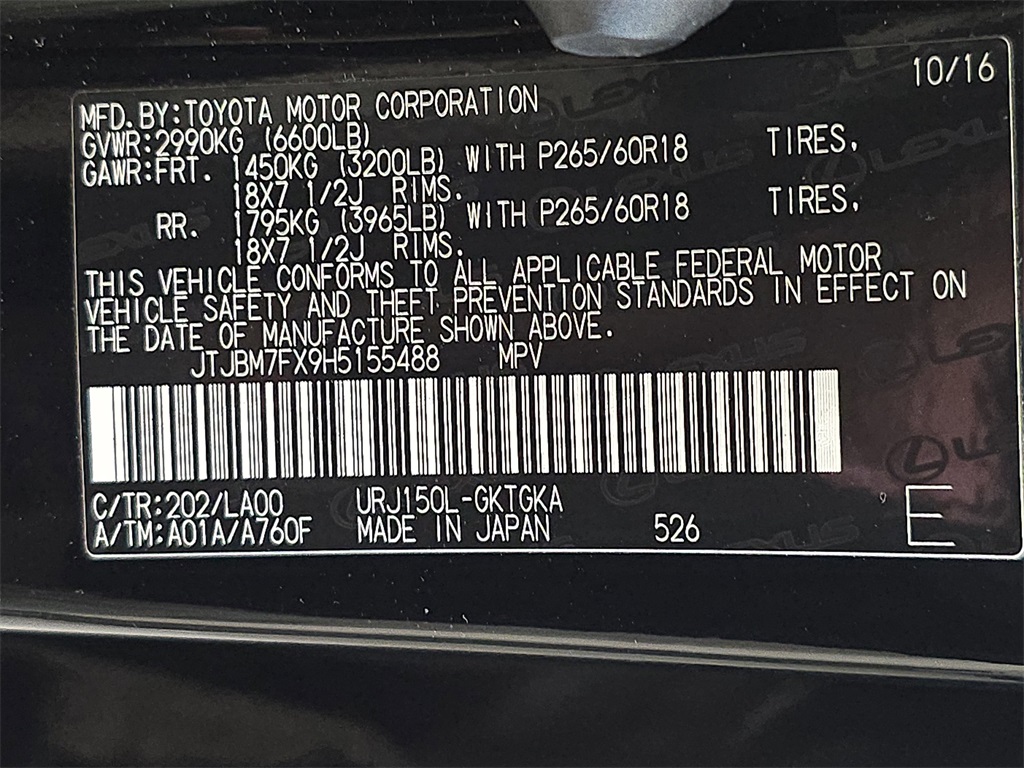 10/16
MFD. BY: TOYOTA MOTOR CORPORATION
GVWR: 2990KG (6600LB)
GAWR: FRT. 1450KG (3200LB) WITH P265/60R18 TIRES,
18X7 1/2J RIMS.
RR. 1795KG (3965LB) WITH P265/60R18 TIRES,
18X7 1/2J RIMS.
THIS VEHICLE CONFORMS TO ALL APPLICABLE FEDERAL MOTOR
VEHICLE SAFETY AND THEFT PREVENTION STANDARDS IN EFFECT ON
THE DATE OF MANUFACTURE SHOWN ABOVE.
JTJBM7FX9H5155488 MPV
C/TR: 202/LA00 URJ150L-GKTGKA
A/TM: A01A/A760F MADE IN JAPAN 526 E
LEXUS